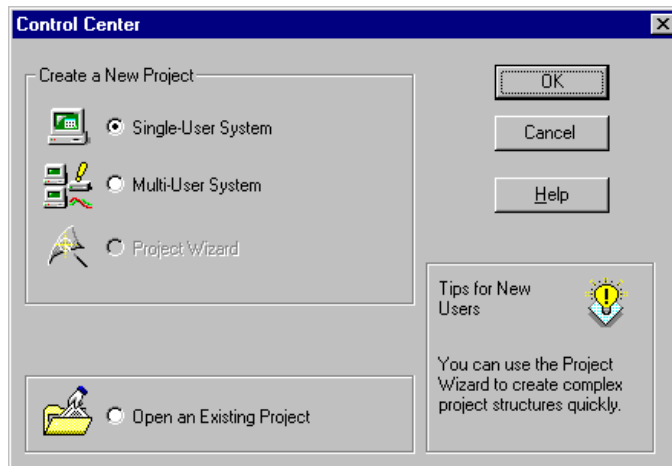 Control Center
Create a New Project
Single-User System
Multi-User System
Project Wizard
Open an Existing Project
OK
Cancel
Help
Tips for New
Users
You can use the Project
Wizard to create complex
project structures quickly.